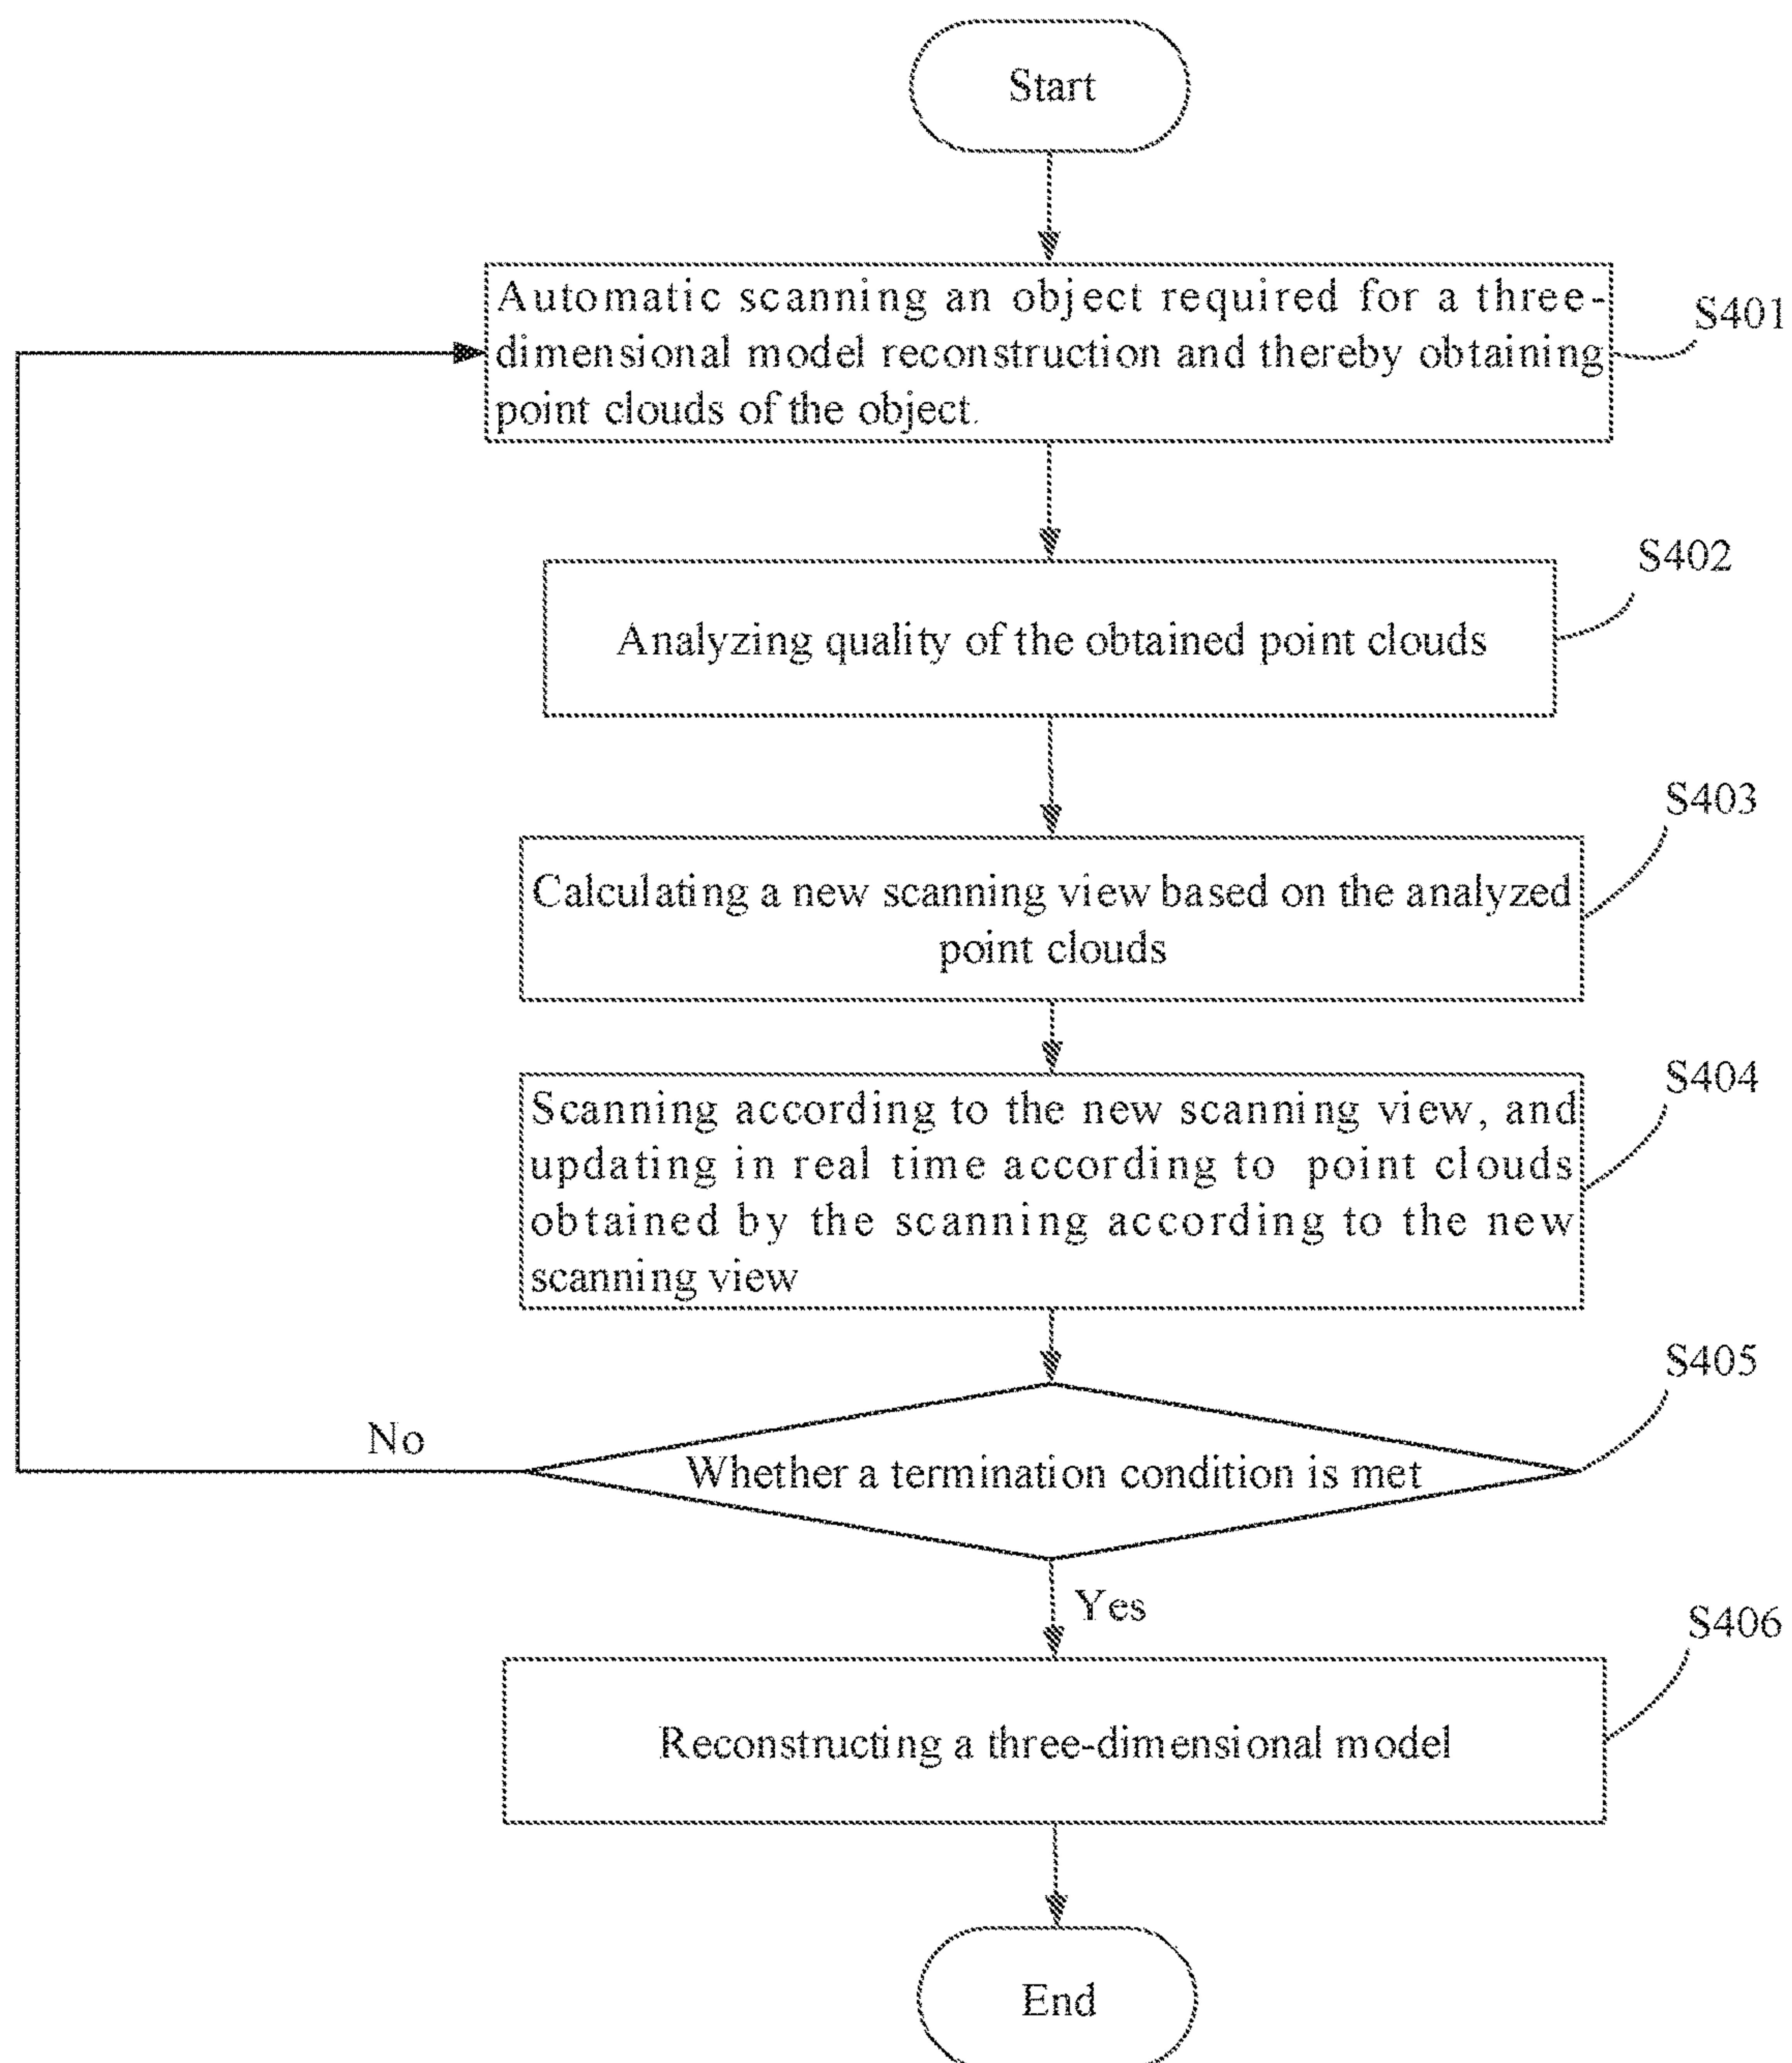 Start
Automatic scanning an object required for a three-
dimensional model reconstruction and thereby obtaining
point clouds of the object.
S401
Analyzing quality of the obtained point clouds
S402
Calculating a new scanning view based on the analyzed
point clouds
S403
Scanning according to the new scanning view, and
updating in real time according to point clouds
obtained by the scanning according to the new
scanning view
S404
Whether a termination condition is met
S405
No
Yes
Reconstructing a three-dimensional model
S406
End